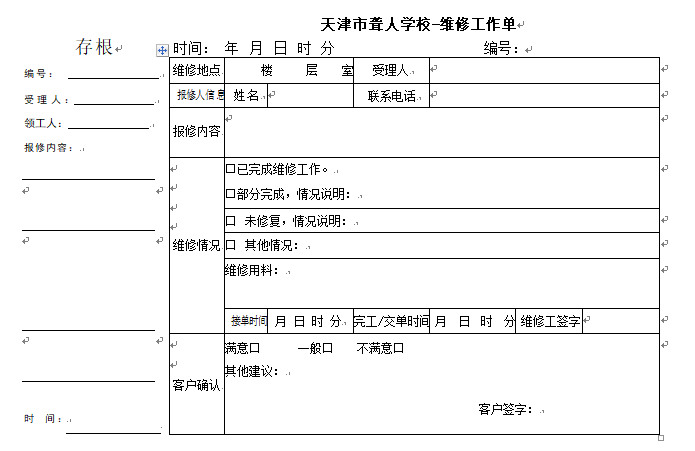 天津市聋人学校-维修工作单
存根
时间： 年 月 日 时 分 编号：
编号：
受理人：
领工人：
报修内容：
时 间：
维修地点 楼 层 室 受理人
报修人信息 姓名 联系电话
报修内容
维修情况
□已完成维修工作。
□部分完成，情况说明：
□ 未修复，情况说明：
□ 其他情况：
维修用料：
接单时间 月 日 时 分 完工/交单时间 月 日 时 分 维修工签字
客户确认
满意口 一般口 不满意口
其他建议：
客户签字：